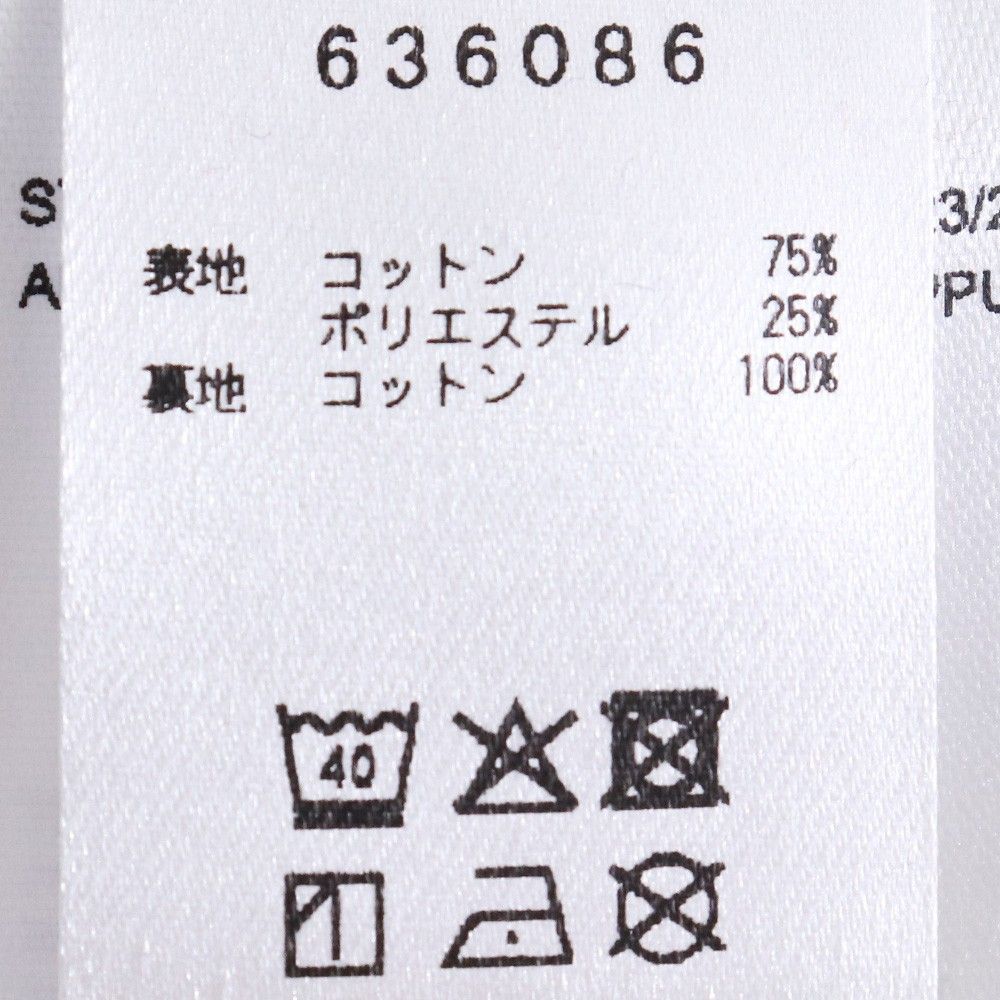 636086
表地 コットン 75%
ポリエステル 25%
裏地 コットン 100%
40